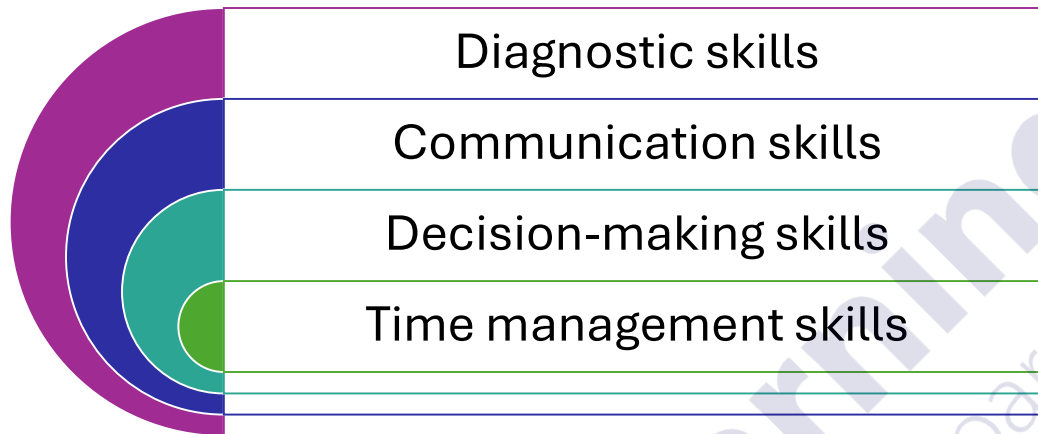 Diagnostic skills
Communication skills
Decision-making skills
Time management skills